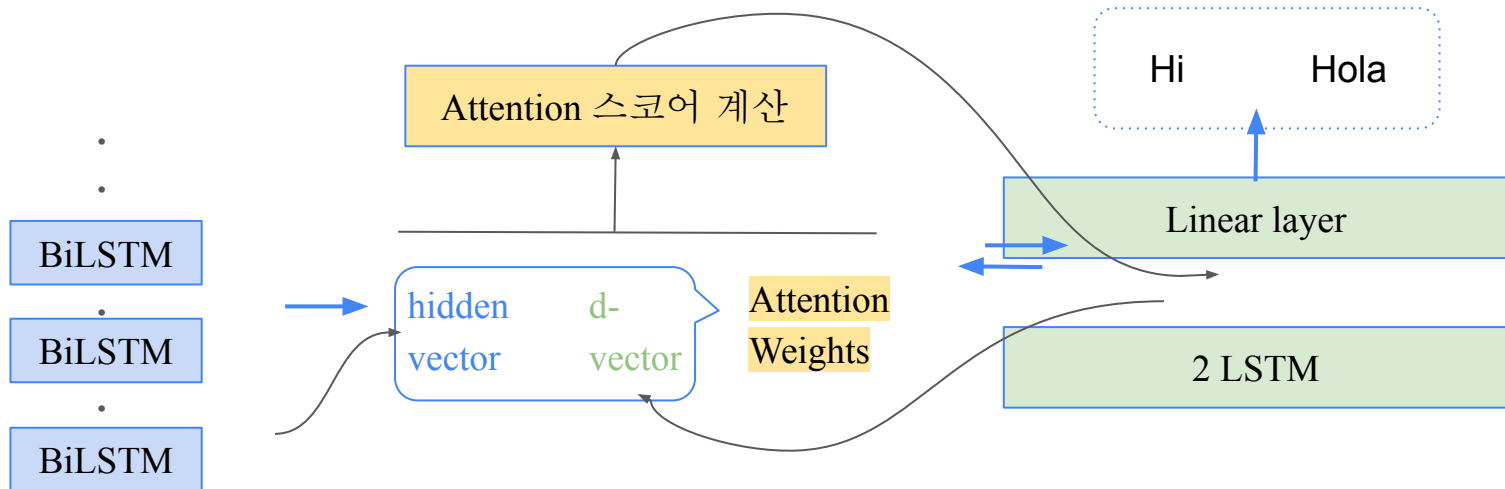 Hi Hola
Attention 스코어 계산
Linear layer
BiLSTM
hidden d-
vector vector
Attention
Weights
BiLSTM
2 LSTM
BiLSTM